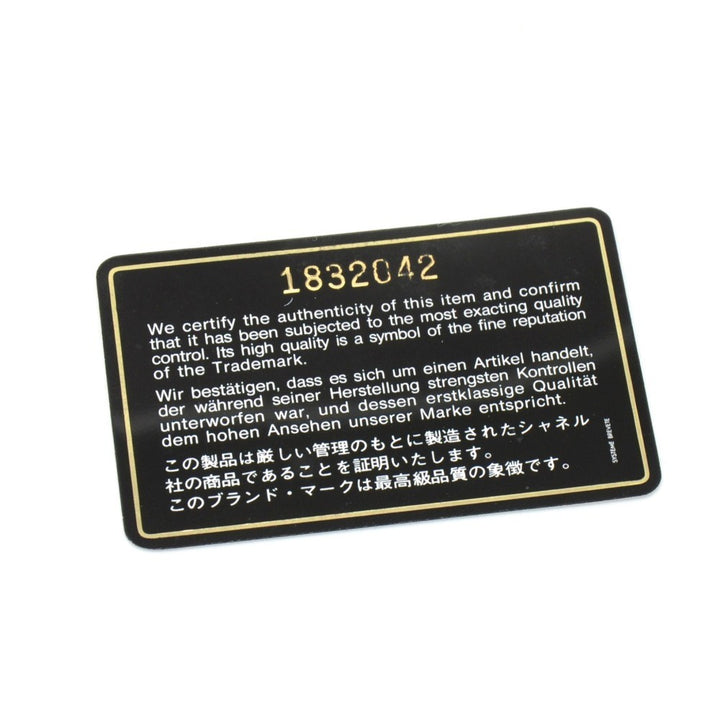 1832042
We certify the authenticity of this item and confirm
that it has been subjected to the most exacting quality
control. Its high quality is a symbol of the fine reputation
of the Trademark.
Wir bestätigen, dass es sich um einen Artikel handelt,
der während seiner Herstellung strengsten Kontrollen
unterworfen war, und dessen erstklassige Qualität
dem hohen Ansehen unserer Marke entspricht.
この製品は厳しい管理のもとに製造されたシャネル
社の商品であることを証明いたします。
このブランド・マークは最高級品質の象徴です。
SYSTEME BREVETE